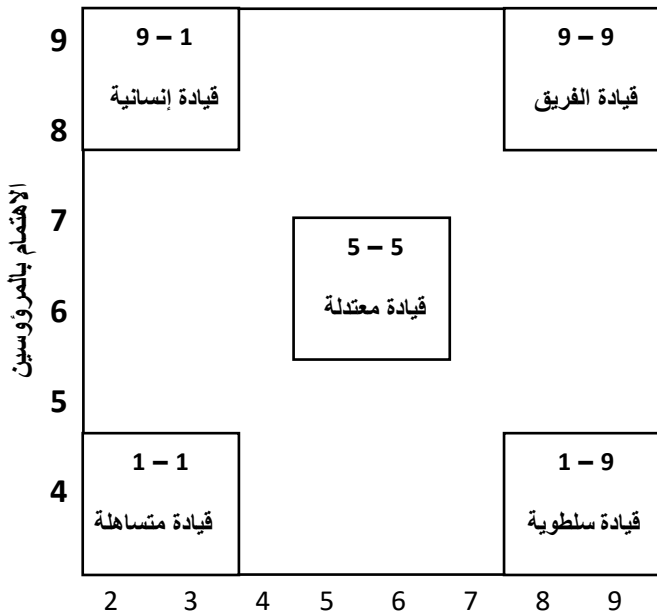 9
9 – 1
9 – 9
قيادة إنسانية
قيادة الفريق
8
الاهتمام بالمرؤوسين
7
5 – 5
6
قيادة معتدلة
5
1 – 1
1 – 9
4
قيادة متساهلة
قيادة سلطوية
2 3 4 5 6 7 8 9